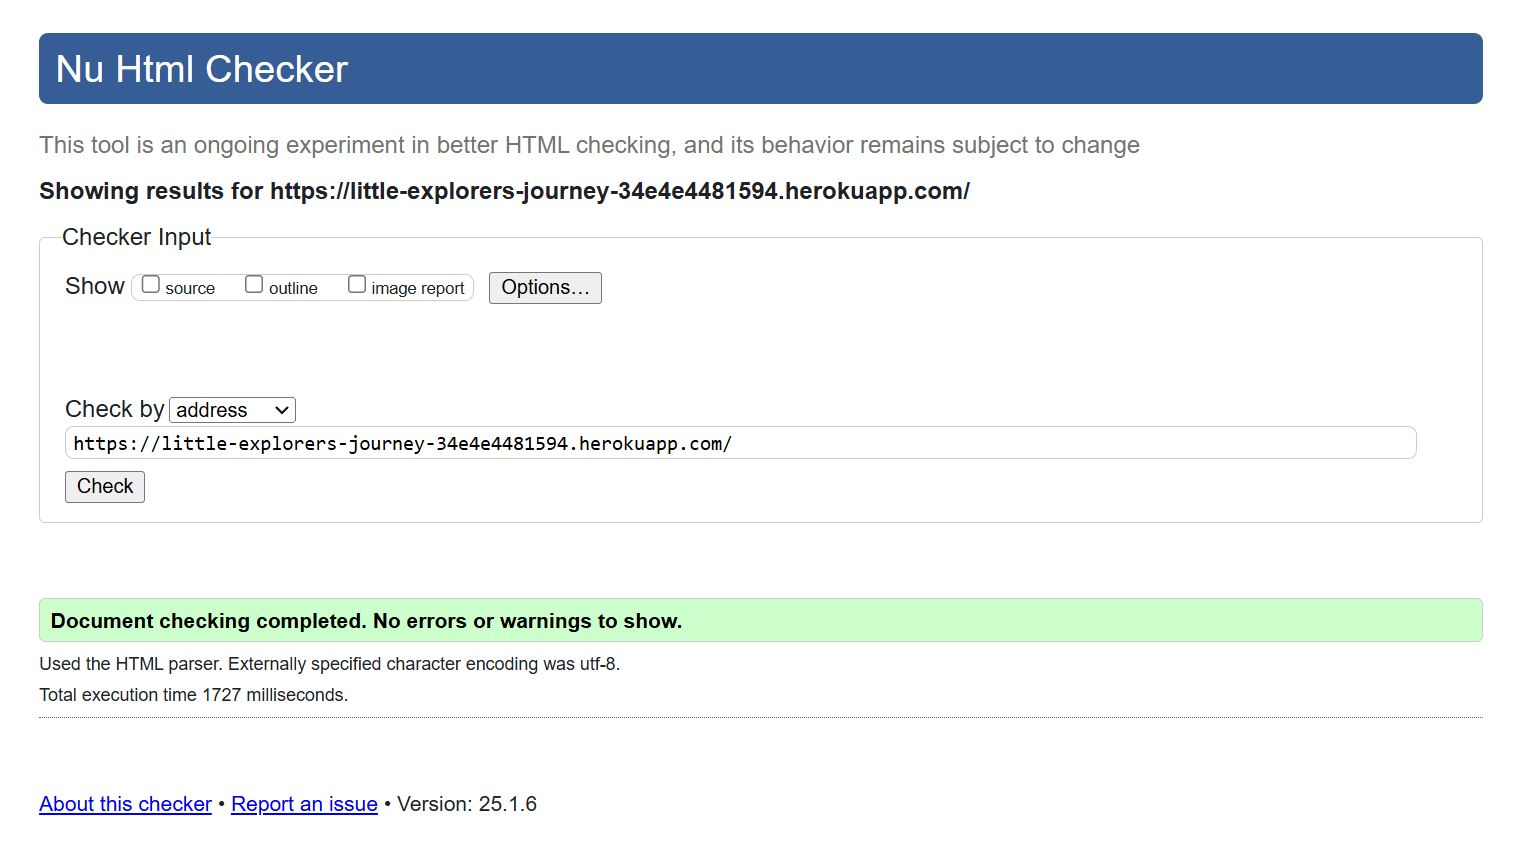 Nu Html Checker
This tool is an ongoing experiment in better HTML checking, and its behavior remains subject to change
Showing results for https://little-explorers-journey-34e4e4481594.herokuapp.com/
Checker Input
Show source outline image report Options…
Check by address
https://little-explorers-journey-34e4e4481594.herokuapp.com/
Check
Document checking completed. No errors or warnings to show.
Used the HTML parser. Externally specified character encoding was utf-8.
Total execution time 1727 milliseconds.
About this checker • Report an issue • Version: 25.1.6